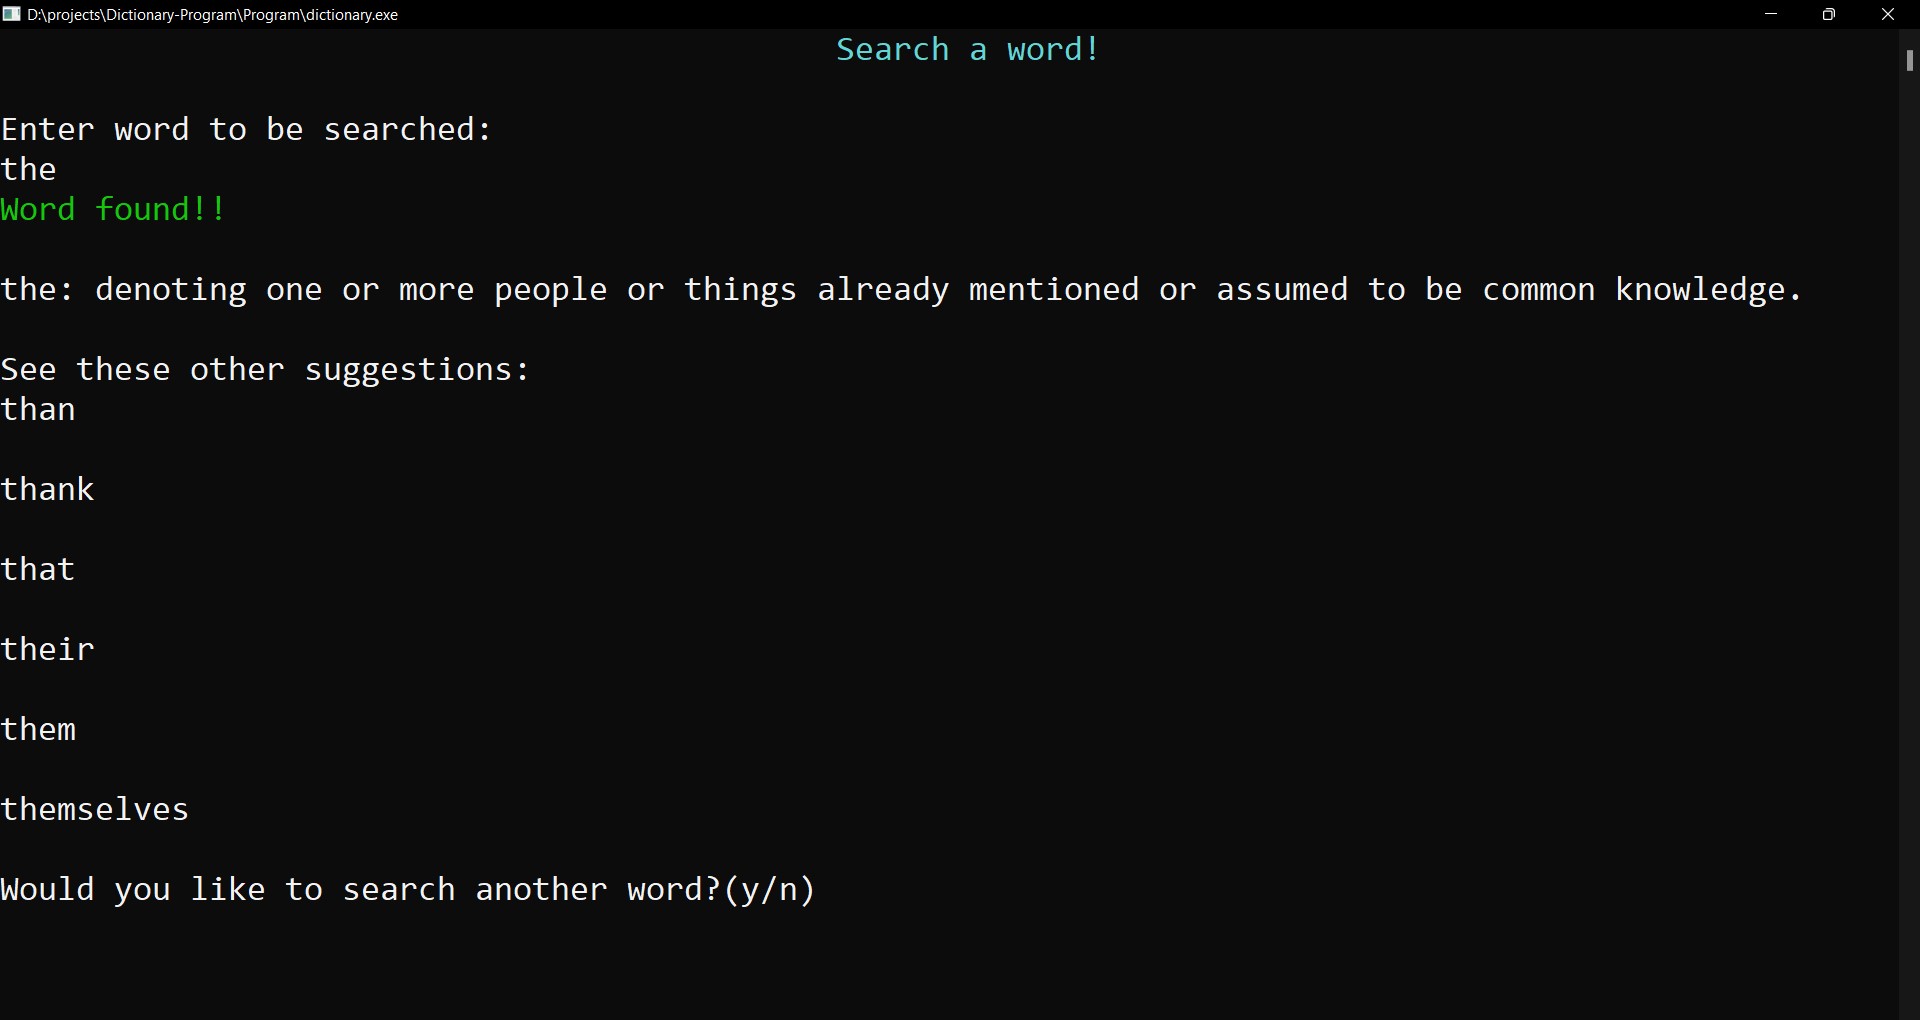 D:\projects\Dictionary-Program\Program\dictionary.exe
Search a word!
Enter word to be searched:
the
Word found!!
the: denoting one or more people or things already mentioned or assumed to be common knowledge.
See these other suggestions:
than
thank
that
their
them
themselves
Would you like to search another word?(y/n)